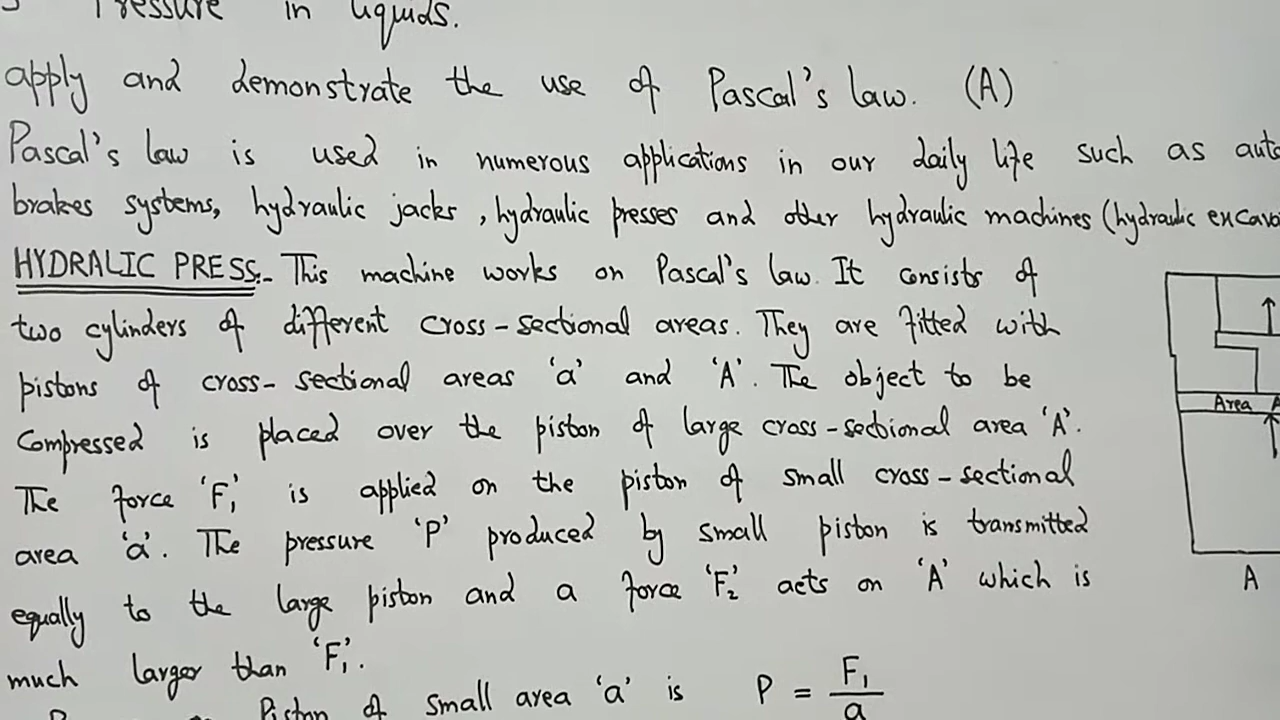 Pressure in liquids.
apply and demonstrate the use of Pascal's law. (A)
Pascal's law is used in numerous applications in our daily life such as auto
brakes systems, hydraulic jacks, hydraulic presses and other hydraulic machines (hydraulic excava
HYDRALIC PRESS:- This machine works on Pascal's law. It consists of
two cylinders of different cross-sectional areas. They are fitted with
pistons of cross-sectional areas 'a' and 'A'. The object to be
compressed is placed over the piston of large cross-sectional area 'A'.
The force 'F₁' is applied on the piston of small cross-sectional
area 'a'. The pressure 'P' produced by small piston is transmitted
equally to the large piston and a force 'F₂' acts on 'A' which is
much larger than 'F₁'.
Piston of small area 'a' is P = F₁/a
Area A
A